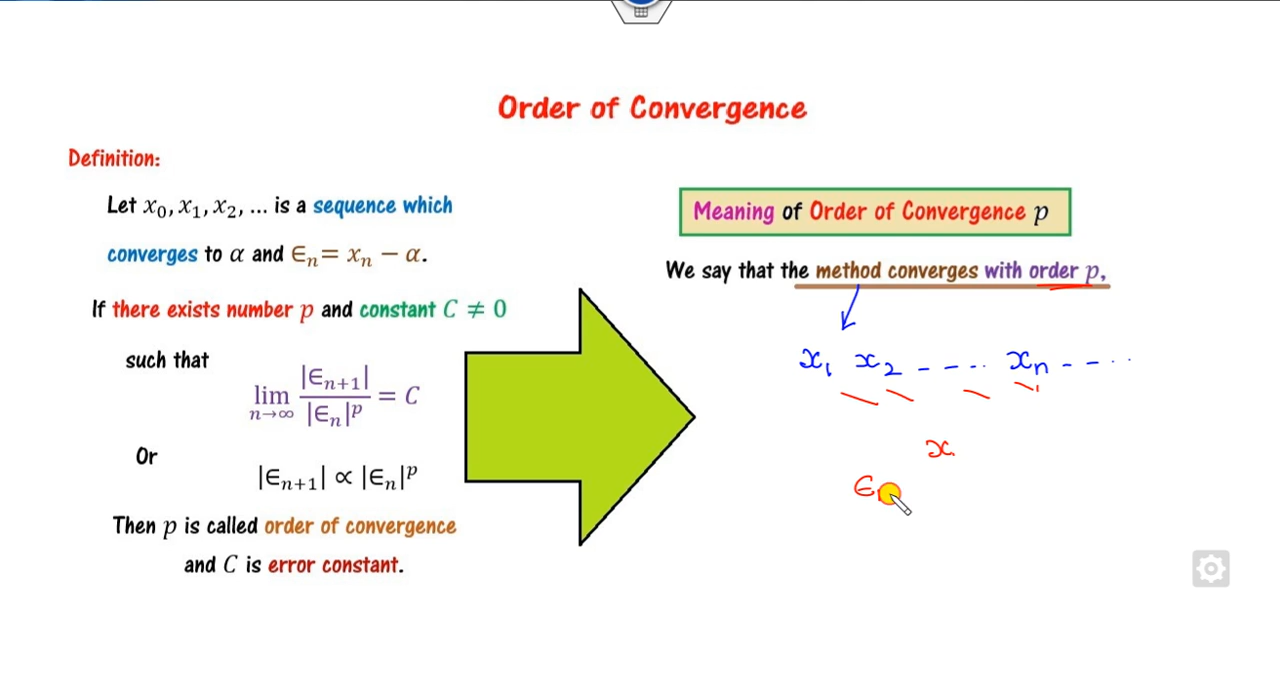 Order of Convergence
Definition:
Let x₀, x₁, x₂, … is a sequence which
converges to α and ∈ₙ = xₙ − α.
If there exists number p and constant C ≠ 0
such that
lim n→∞ |∈ₙ₊₁| / |∈ₙ|ᵖ = C
Or
|∈ₙ₊₁| ∝ |∈ₙ|ᵖ
Then p is called order of convergence
and C is error constant.
Meaning of Order of Convergence p
We say that the method converges with order p,
x₁ x₂ - - - .. xₙ - - - ..
x
∈